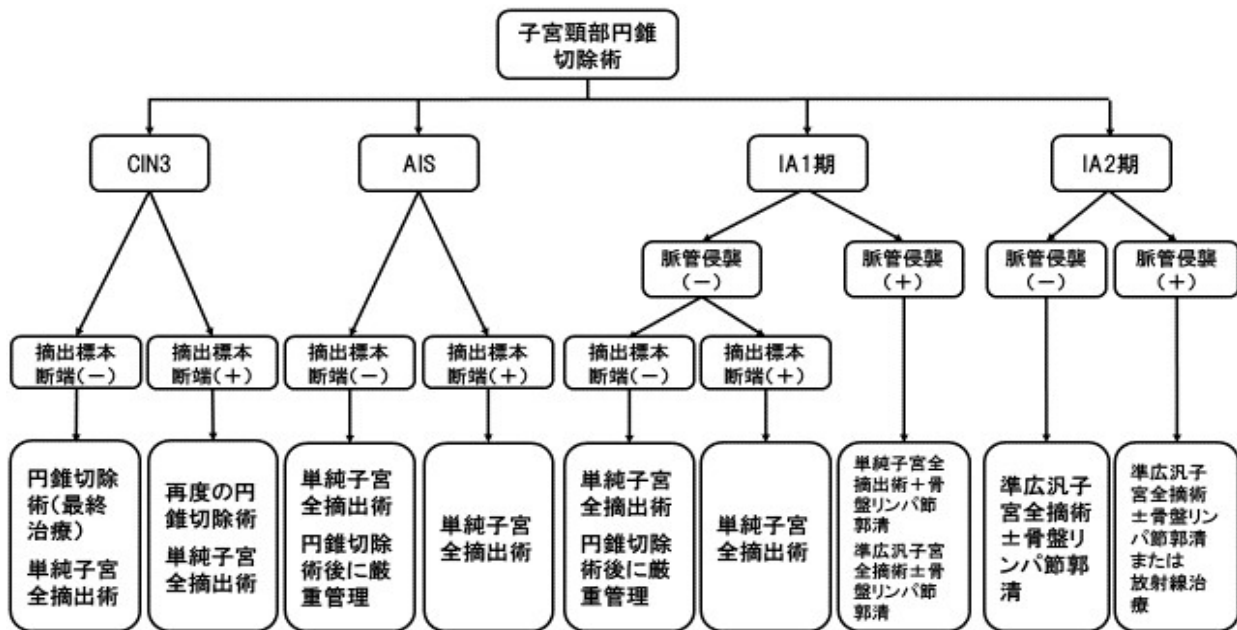 子宮頸部円錐
切除術
CIN3
AIS
IA1期
IA2期
脈管侵襲
(－)
脈管侵襲
(＋)
脈管侵襲
(－)
脈管侵襲
(＋)
摘出標本
断端(－)
摘出標本
断端(＋)
摘出標本
断端(－)
摘出標本
断端(＋)
摘出標本
断端(－)
摘出標本
断端(＋)
円錐切除
術(最終
治療)
単純子宮
全摘出術
再度の円
錐切除術
単純子宮
全摘出術
単純子宮
全摘出術
円錐切除
術後に厳
重管理
単純子宮
全摘出術
単純子宮
全摘出術
円錐切除
術後に厳
重管理
単純子宮
全摘出術
単純子宮全
摘出術＋骨
盤リンパ節
郭清
準広汎子宮
全摘術±骨
盤リンパ節
郭清
準広汎子
宮全摘術
±骨盤リ
ンパ節郭
清
準広汎子
宮全摘術
±骨盤リン
パ節郭清
または
放射線治
療